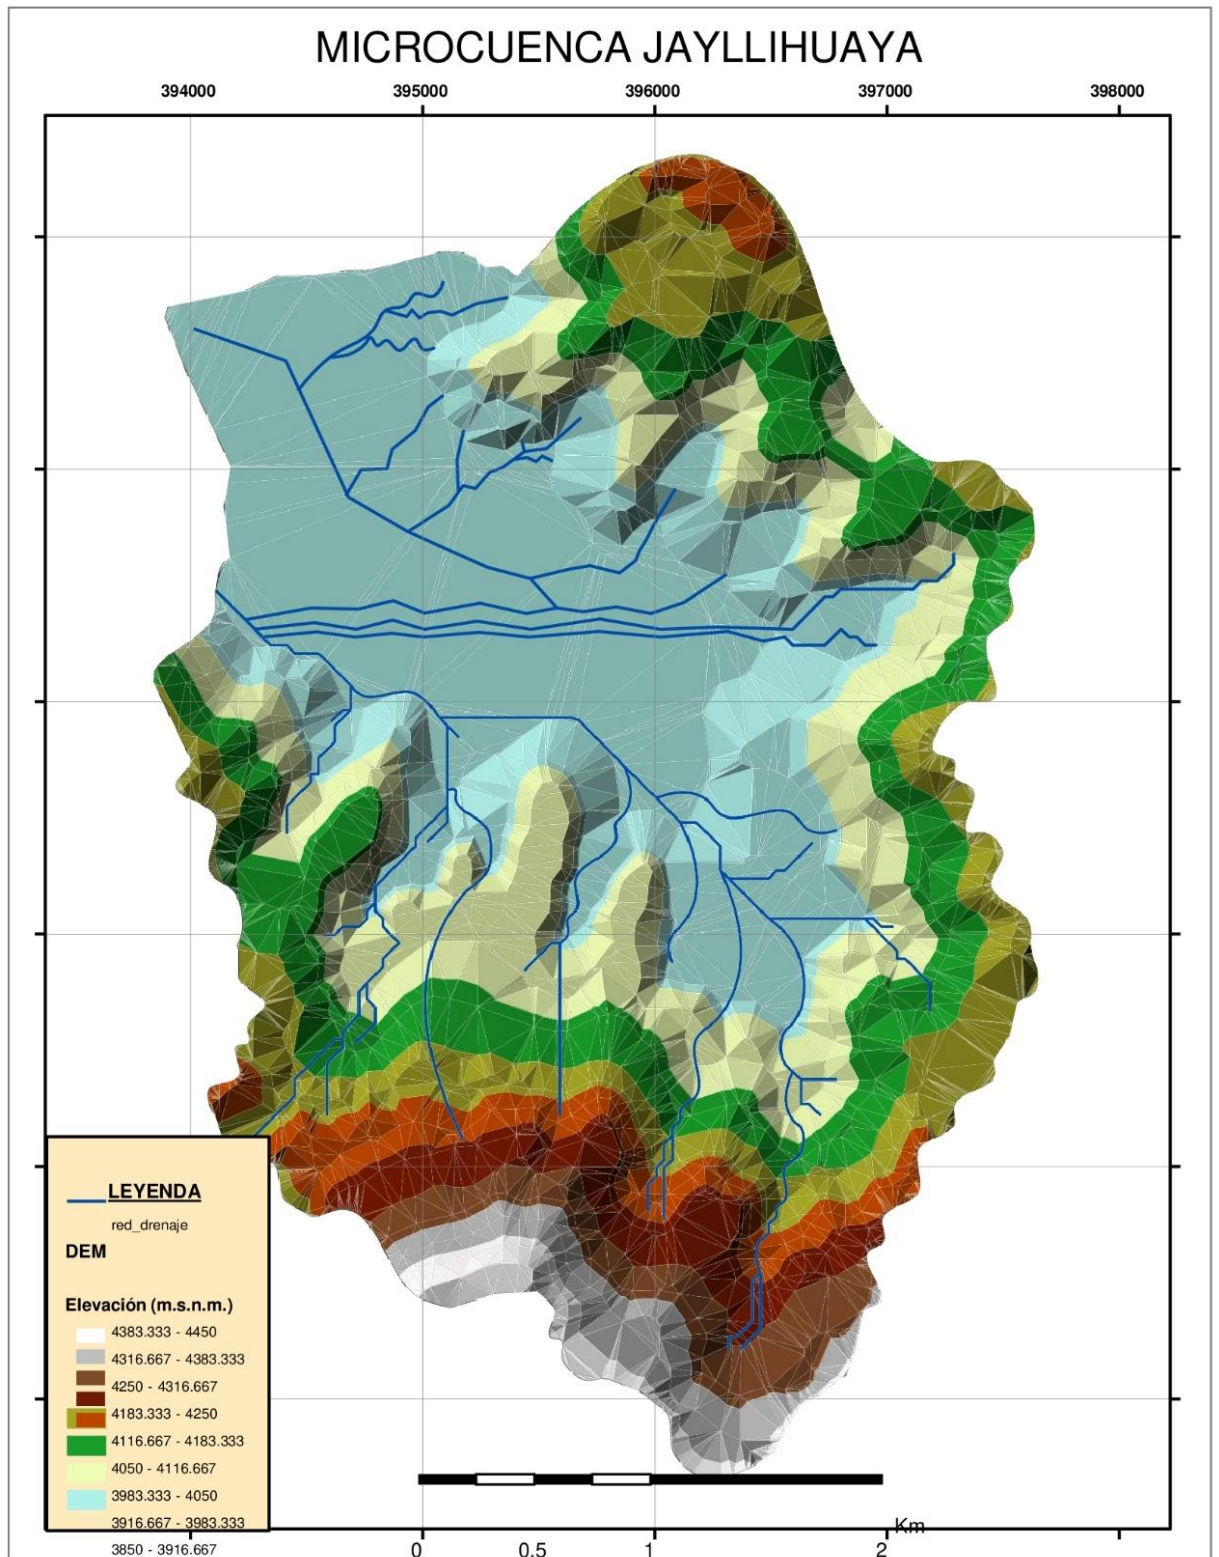 MICROCUENCA JAYLLIHUAYA
394000 395000 396000 397000 398000
LEYENDA
red_drenaje
DEM
Elevación (m.s.n.m.)
4383.333 - 4450
4316.667 - 4383.333
4250 - 4316.667
4183.333 - 4250
4116.667 - 4183.333
4050 - 4116.667
3983.333 - 4050
3916.667 - 3983.333
3850 - 3916.667
Km
0 0.5 1 2